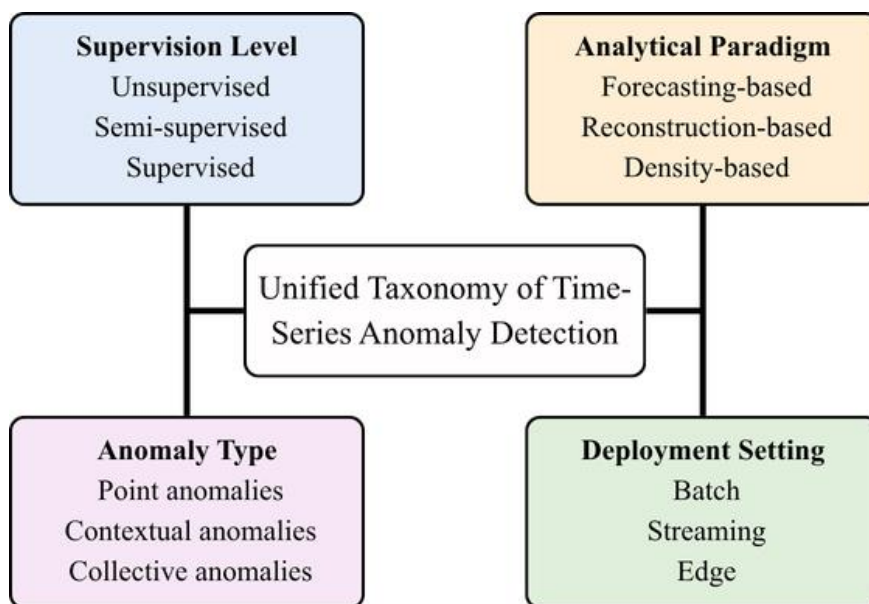 Supervision Level
Unsupervised
Semi-supervised
Supervised
Analytical Paradigm
Forecasting-based
Reconstruction-based
Density-based
Unified Taxonomy of Time-
Series Anomaly Detection
Anomaly Type
Point anomalies
Contextual anomalies
Collective anomalies
Deployment Setting
Batch
Streaming
Edge